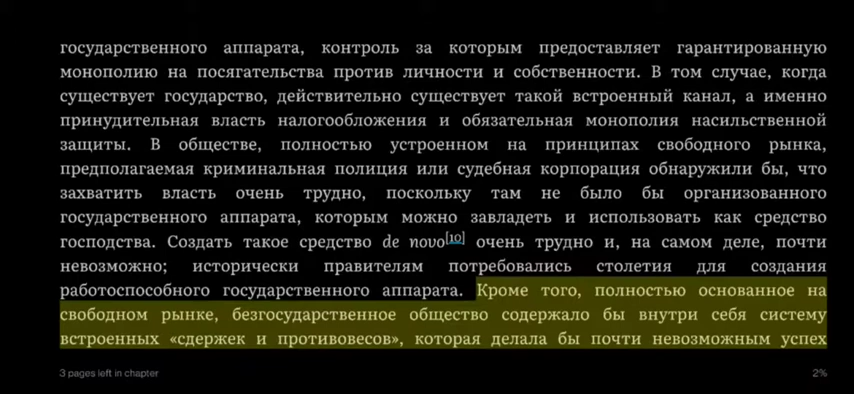 государственного аппарата, контроль за которым предоставляет гарантированную
монополию на посягательства против личности и собственности. В том случае, когда
существует государство, действительно существует такой встроенный канал, а именно
принудительная власть налогообложения и обязательная монополия насильственной
защиты. В обществе, полностью устроенном на принципах свободного рынка,
предполагаемая криминальная полиция или судебная корпорация обнаружили бы, что
захватить власть очень трудно, поскольку там не было бы организованного
государственного аппарата, которым можно завладеть и использовать как средство
господства. Создать такое средство de novo[10] очень трудно и, на самом деле, почти
невозможно; исторически правителям потребовались столетия для создания
работоспособного государственного аппарата. Кроме того, полностью основанное на
свободном рынке, безгосударственное общество содержало бы внутри себя систему
встроенных «сдержек и противовесов», которая делала бы почти невозможным успех
3 pages left in chapter
2%